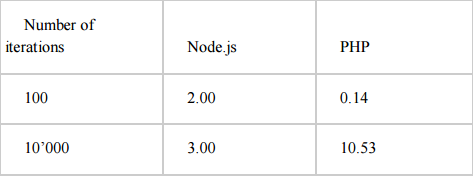 Number of
iterations Node.js PHP
100 2.00 0.14
10’000 3.00 10.53